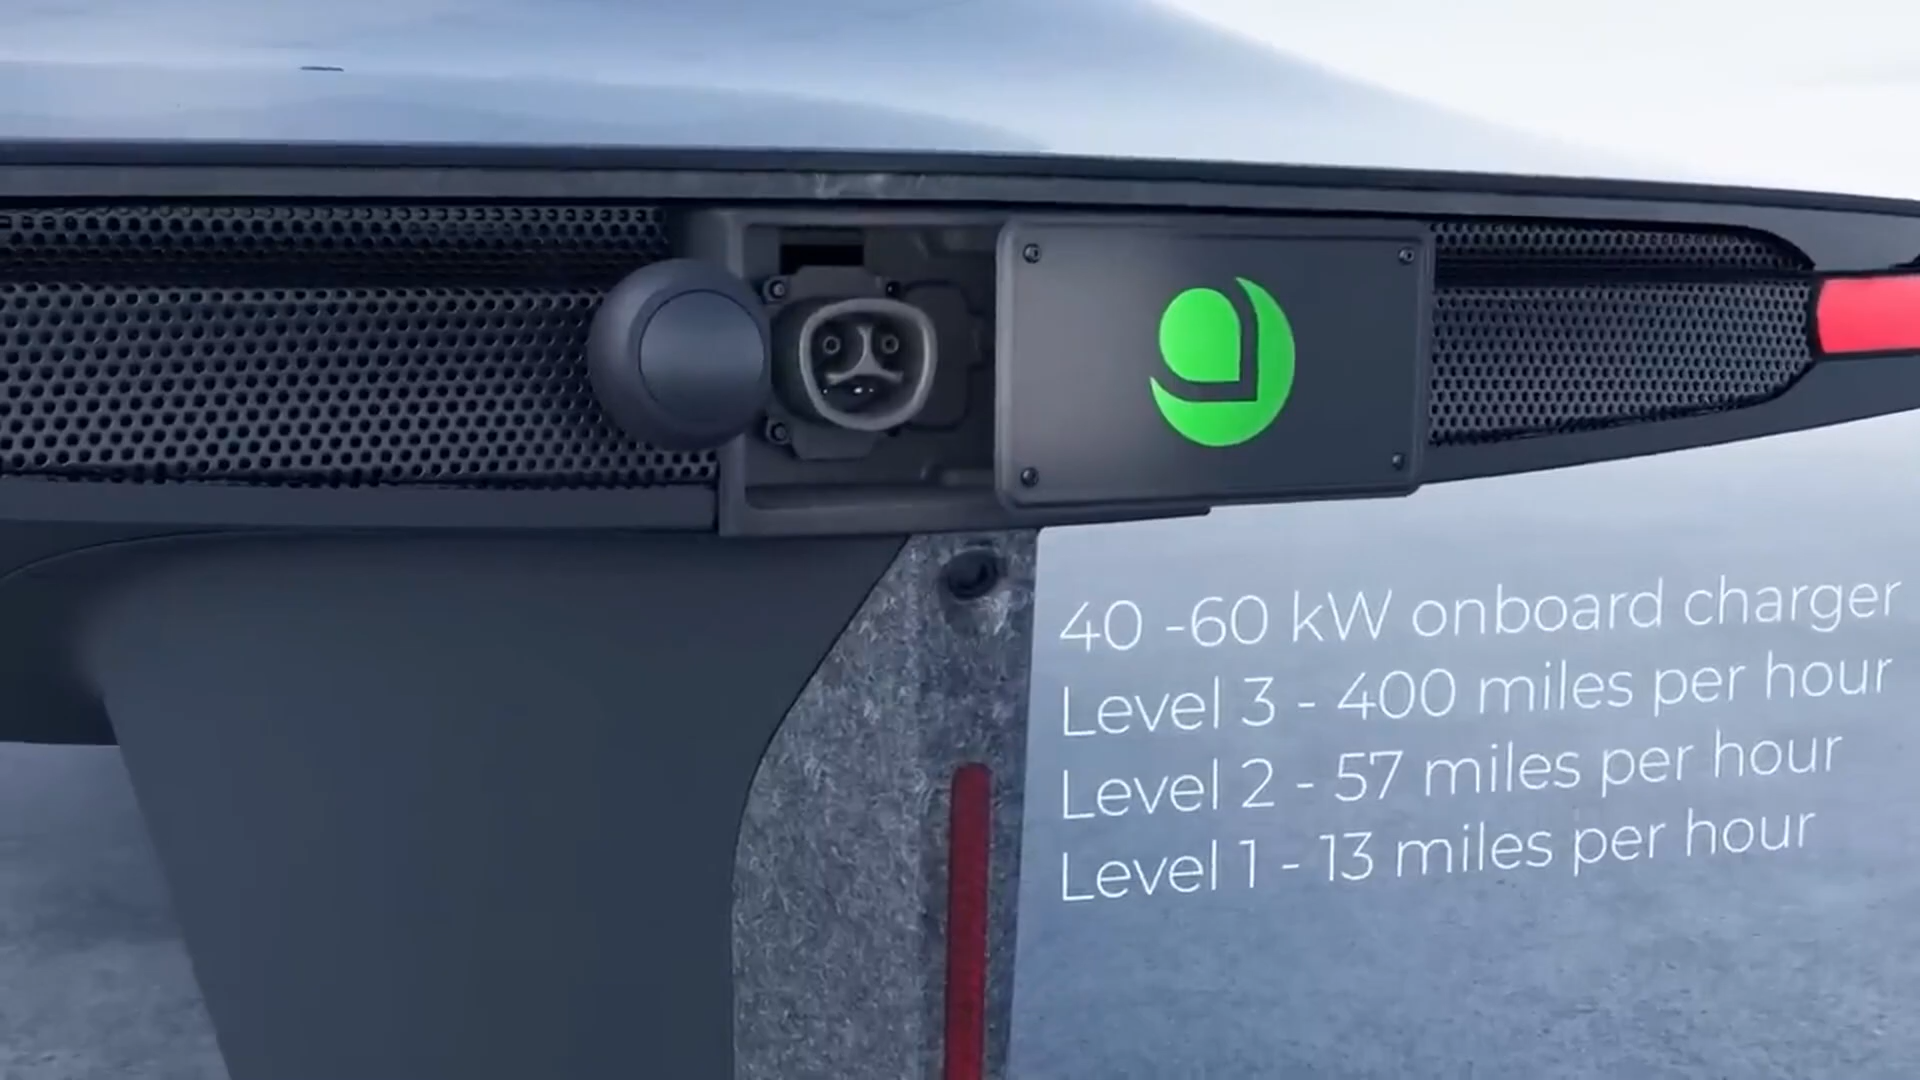 40 -60 kW onboard charger
Level 3 - 400 miles per hour
Level 2 - 57 miles per hour
Level 1 - 13 miles per hour